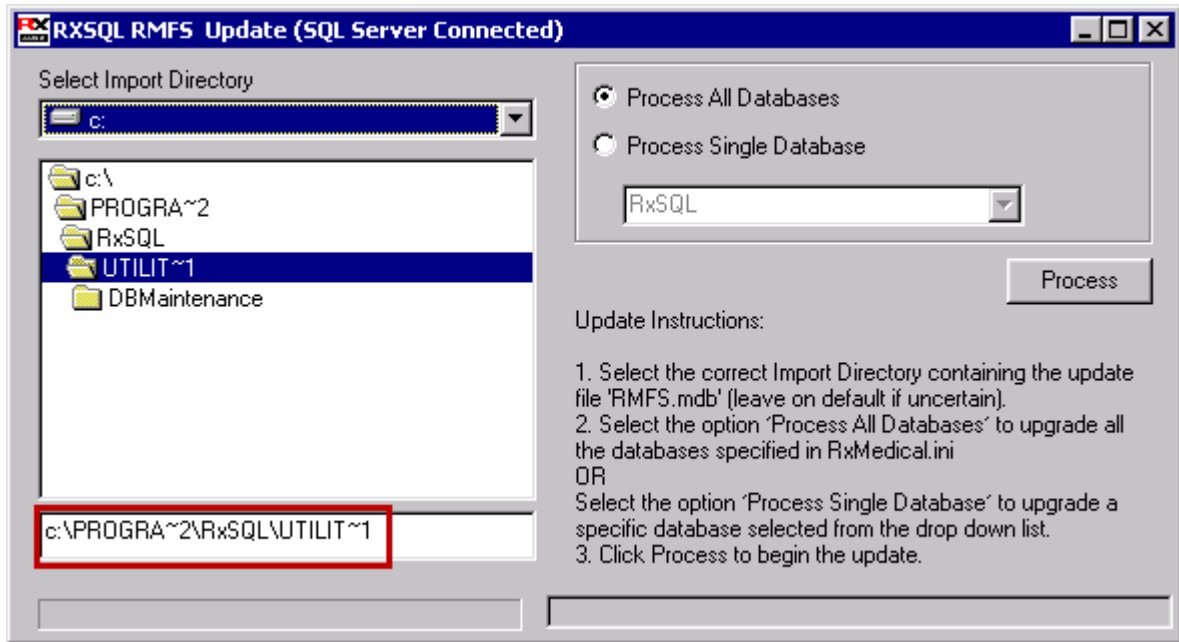 RX RXSQL RMFS Update (SQL Server Connected)
Select Import Directory
c:
c:\
PROGRA~2
RxSQL
UTILIT~1
DBMaintenance
c:\PROGRA~2\RxSQL\UTILIT~1
Process All Databases
Process Single Database
RxSQL
Process
Update Instructions:
1. Select the correct Import Directory containing the update
file 'RMFS.mdb' (leave on default if uncertain).
2. Select the option ´Process All Databases´ to upgrade all
the databases specified in RxMedical.ini
OR
Select the option ´Process Single Database´ to upgrade a
specific database selected from the drop down list.
3. Click Process to begin the update.